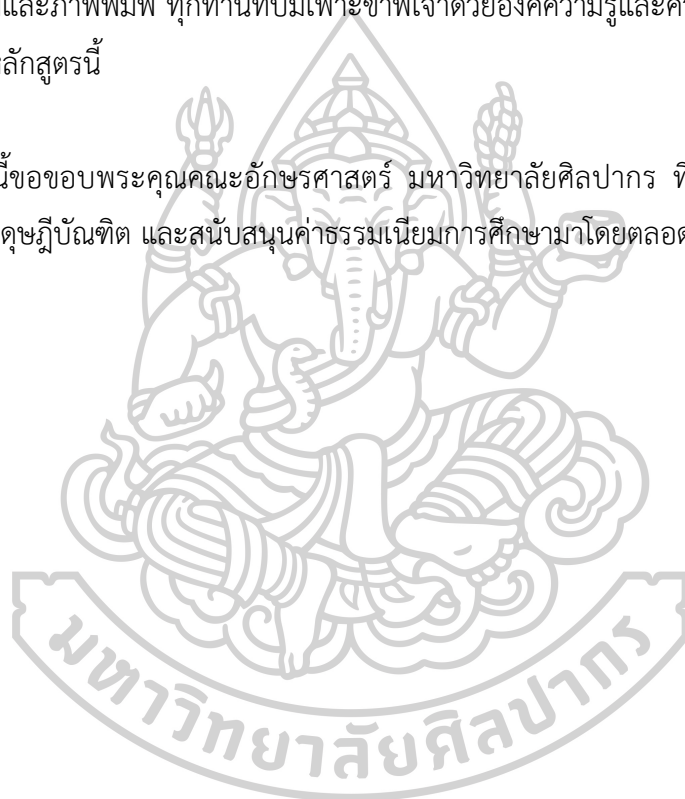 และภาพพิมพ์ ทุกท่านที่บ่มเพาะข้าพเจ้าด้วยองค์ความรู้และ
ลักสูตรนี้
นี้ขอขอบพระคุณคณะอักษรศาสตร์ มหาวิทยาลัยศิลปากร ที่
ดุษฎีบัณฑิต และสนับสนุนค่าธรรมเนียมการศึกษามาโดยตลอด
มหาวิทยาลัยศิลปากร